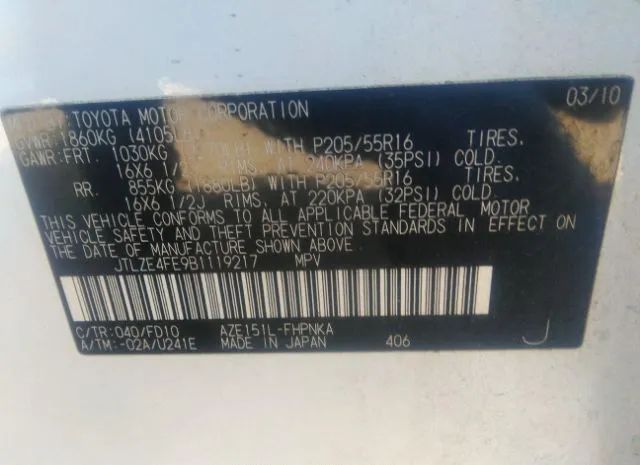 TOYOTA MOTOR CORPORATION 03/10
GVWR: 1860KG (4105LB)
GAWR:FRT. 1030KG WITH P205/55R16 TIRES.
16X6 RIMS, AT 240KPA (35PSI) COLD.
RR. 855KG (1880LB) WITH P205/55R16 TIRES.
16X6 1/2J RIMS, AT 220KPA (32PSI) COLD.
THIS VEHICLE CONFORMS TO ALL APPLICABLE FEDERAL MOTOR
VEHICLE SAFETY AND THEFT PREVENTION STANDARDS IN EFFECT ON
THE DATE OF MANUFACTURE SHOWN ABOVE.
JTLZE4FE9B1119217 MPV
C/TR:040/FD10 AZE151L-FHPNKA
A/TM:-02A/U241E MADE IN JAPAN 406 J